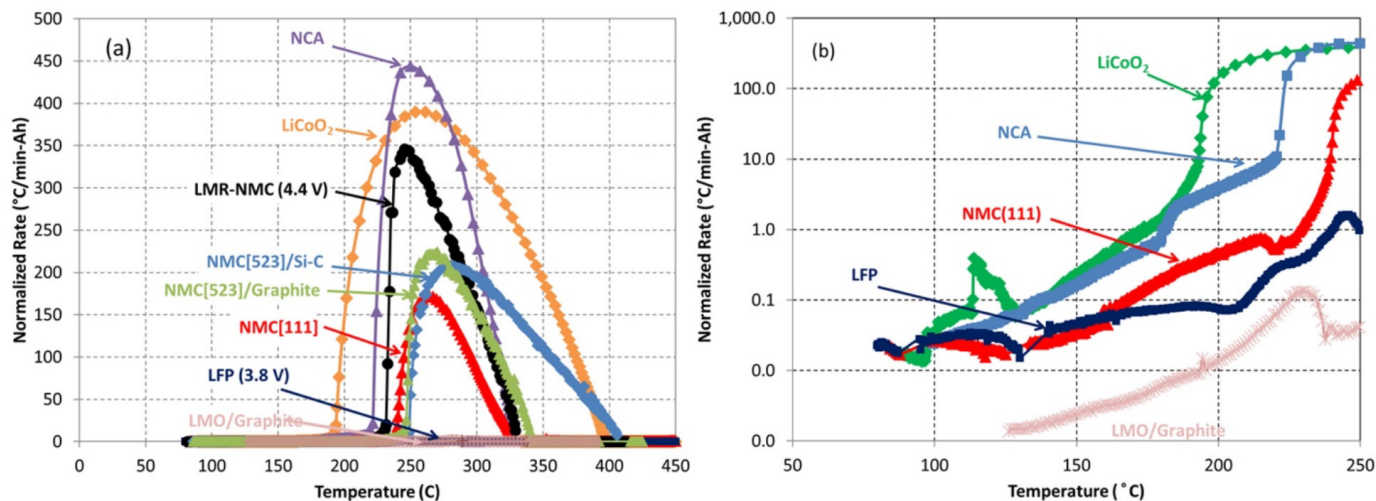 (a)
500
450
400
350
300
250
200
150
100
50
0
Normalized Rate (°C/min-Ah)
NCA
LiCoO₂
LMR-NMC (4.4 V)
NMC[523]/Si-C
NMC[523]/Graphite
NMC[111]
LFP (3.8 V)
LMO/Graphite
0 50 100 150 200 250 300 350 400 450
Temperature (C)
(b)
1,000.0
100.0
10.0
1.0
0.1
0.0
0.0
Normalized Rate (°C/min-Ah)
LiCoO₂
NCA
NMC(111)
LFP
LMO/Graphite
50 100 150 200 250
Temperature (°C)